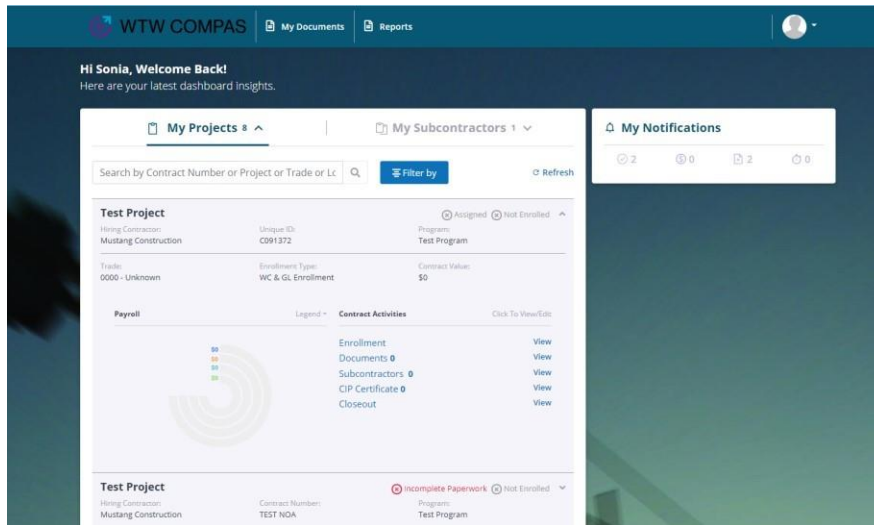 WTW COMPAS My Documents Reports
Hi Sonia, Welcome Back!
Here are your latest dashboard insights.
My Projects 8 My Subcontractors 1
My Notifications
2 0 2 0
Search by Contract Number or Project or Trade or Lc Filter by Refresh
Test Project Assigned Not Enrolled
Hiring Contractor: Unique ID: Program:
Mustang Construction C091372 Test Program
Trade: Enrollment Type: Contract Value:
0000 - Unknown WC & GL Enrollment $0
Payroll Legend Contract Activities Click To View/Edit
$0
$0
$0
$0
Enrollment View
Documents 0 View
Subcontractors 0 View
CIP Certificate 0 View
Closeout View
Test Project Incomplete Paperwork Not Enrolled
Hiring Contractor: Contract Number: Program:
Mustang Construction TEST NOA Test Program